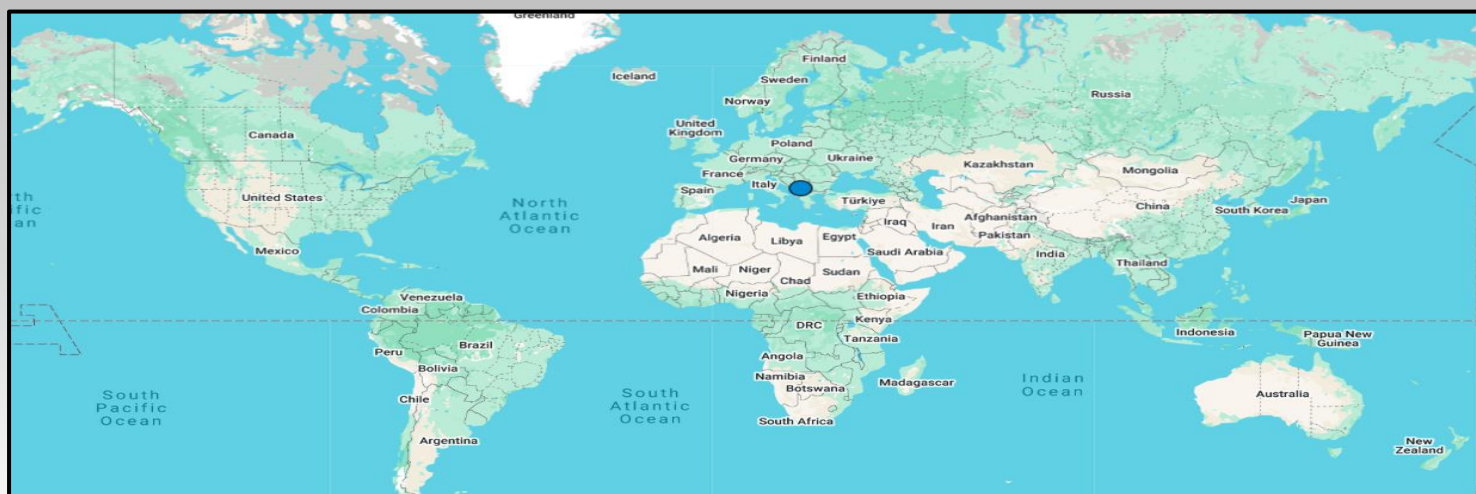 Greenland
Iceland
Finland
Sweden
Norway
Russia
United
Kingdom
Canada
Poland
Germany
Ukraine
Kazakhstan
Mongolia
France
Italy
Spain
United States
North
Atlantic
Ocean
Türkiye
China
Japan
South Korea
Afghanistan
Iraq
Iran
Pakistan
Algeria
Libya
Egypt
Saudi Arabia
India
Mexico
Mali
Niger
Chad
Sudan
Thailand
Nigeria
Ethiopia
Venezuela
Colombia
DRC
Kenya
Tanzania
Indonesia
Papua New
Guinea
Peru
Brazil
Bolivia
Angola
Namibia
Botswana
Madagascar
South
Pacific
Ocean
Chile
South
Atlantic
Ocean
Indian
Ocean
Australia
South Africa
Argentina
New
Zealand